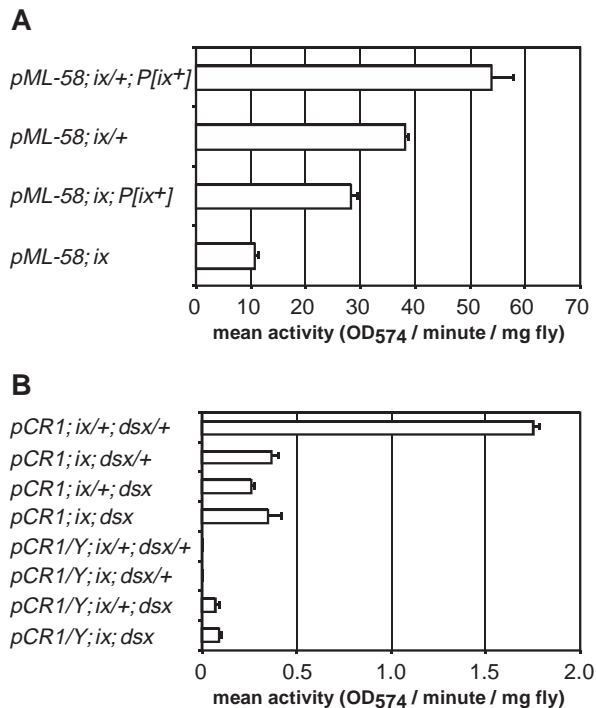 A
pML-58; ix/+; P[ix+]
pML-58; ix/+
pML-58; ix; P[ix+]
pML-58; ix
0 10 20 30 40 50 60 70
mean activity (OD574 / minute / mg fly)
B
pCR1; ix/+; dsx/+
pCR1; ix; dsx/+
pCR1; ix/+; dsx
pCR1; ix; dsx
pCR1/Y; ix/+; dsx/+
pCR1/Y; ix; dsx/+
pCR1/Y; ix/+; dsx
pCR1/Y; ix; dsx
0 0.5 1.0 1.5 2.0
mean activity (OD574 / minute / mg fly)